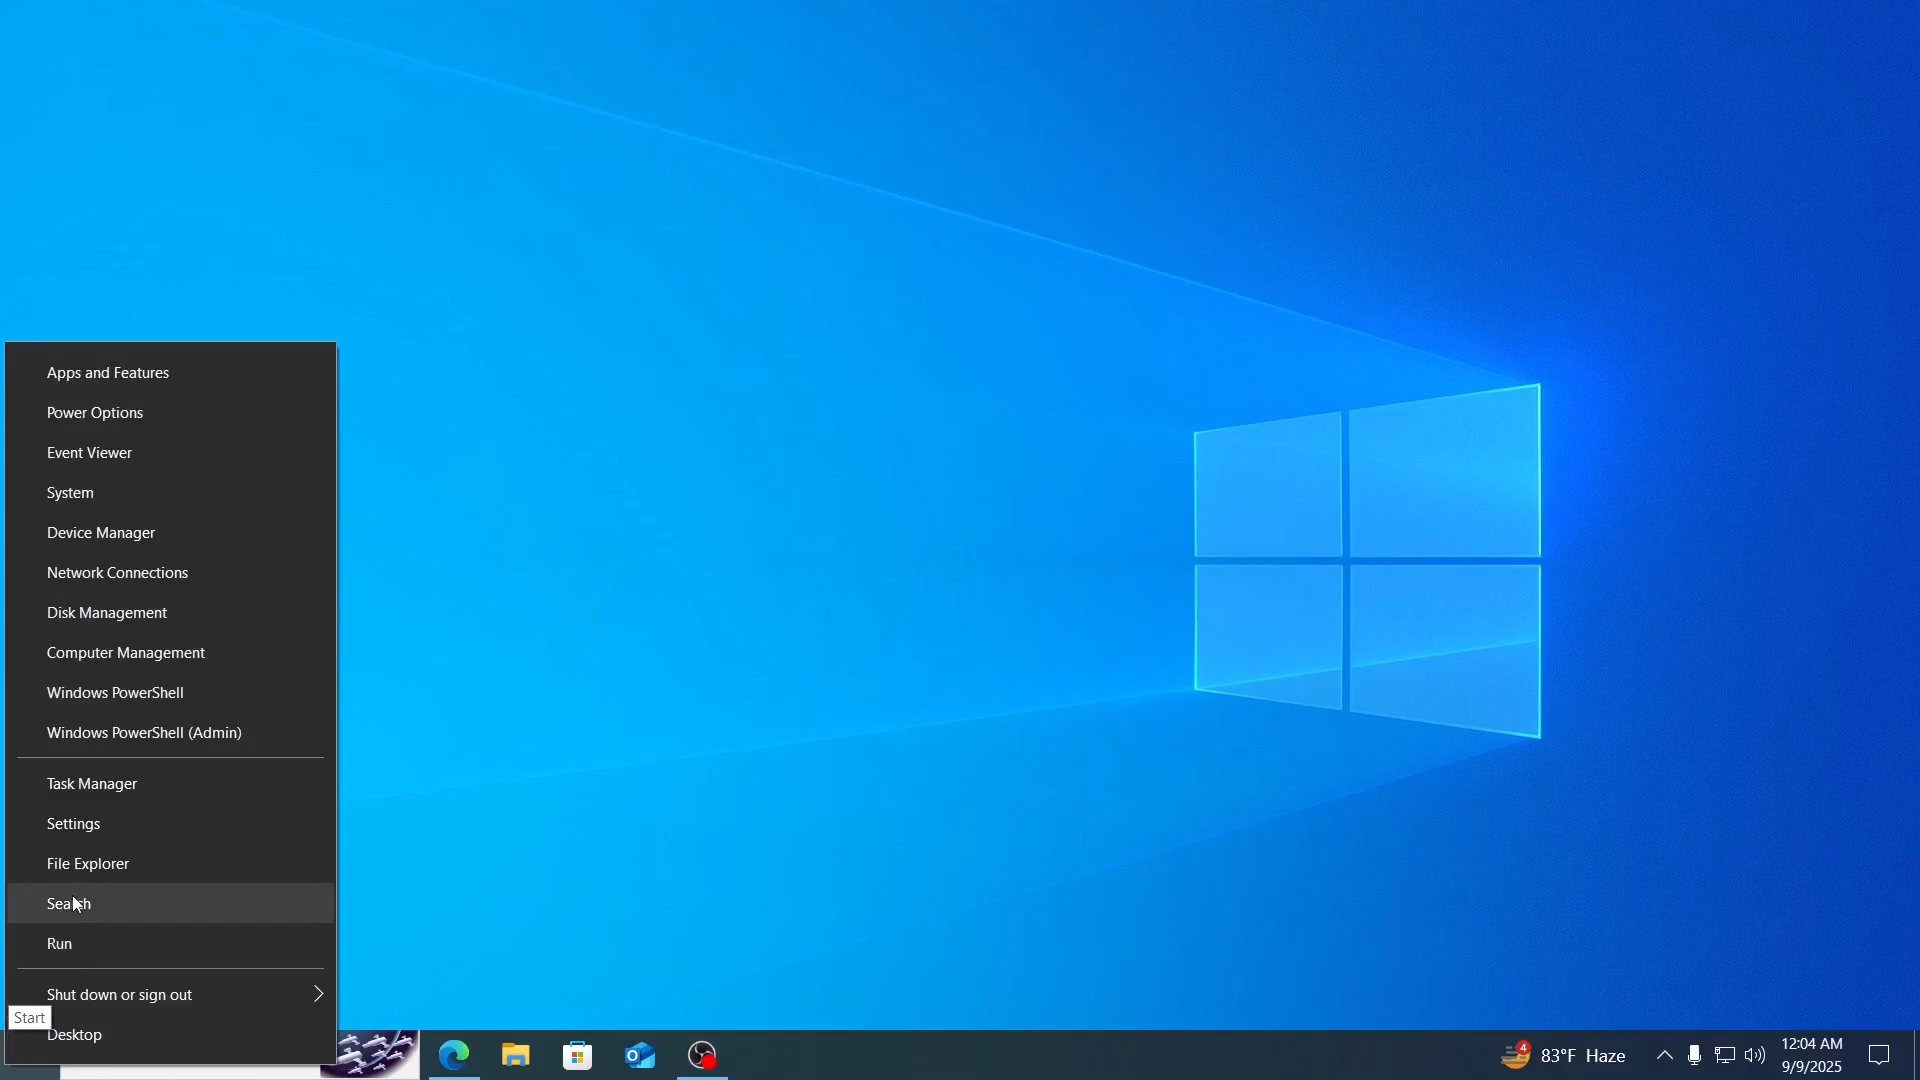 Apps and Features
Power Options
Event Viewer
System
Device Manager
Network Connections
Disk Management
Computer Management
Windows PowerShell
Windows PowerShell (Admin)
Task Manager
Settings
File Explorer
Search
Run
Shut down or sign out
Start
Desktop
4
83°F Haze
12:04 AM
9/9/2025